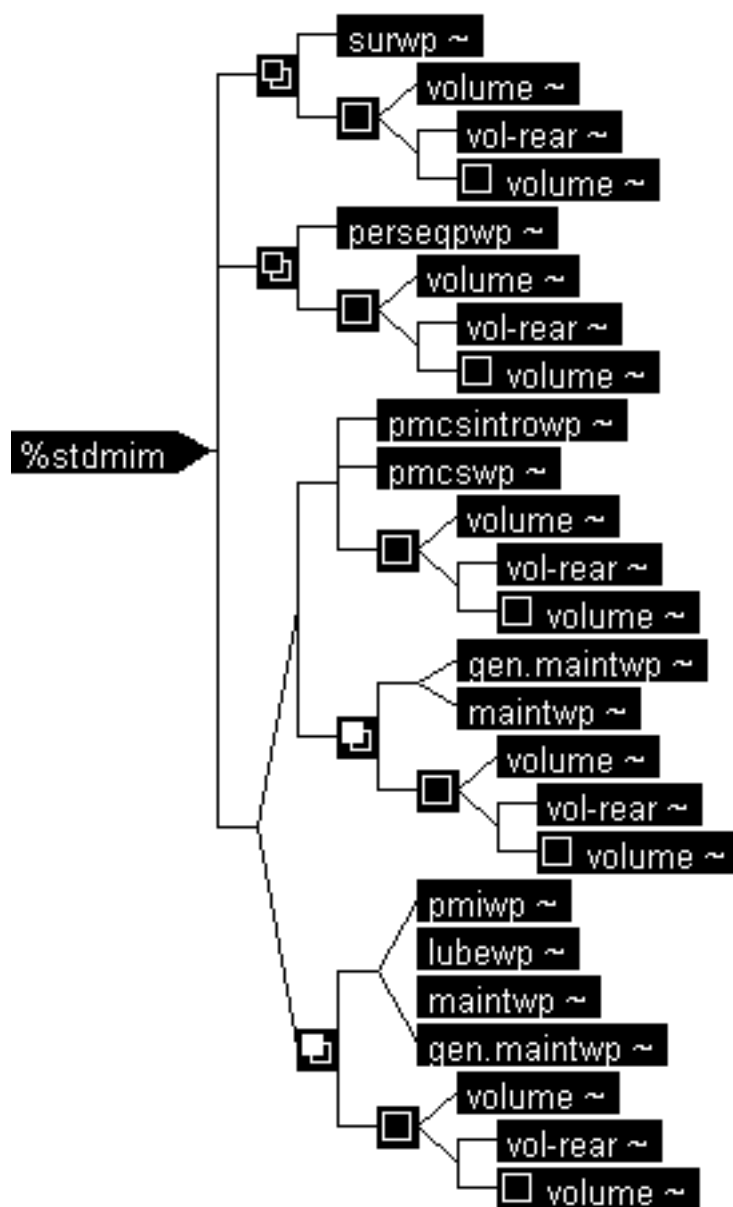 surwp ~
volume ~
vol-rear ~
volume ~
perseqpwp ~
volume ~
vol-rear ~
volume ~
pmcsintrowp ~
%stdmim
pmcswp ~
volume ~
vol-rear ~
volume ~
gen.maintwp ~
maintwp ~
volume ~
vol-rear ~
volume ~
pmiwp ~
lubewp ~
maintwp ~
gen.maintwp ~
volume ~
vol-rear ~
volume ~